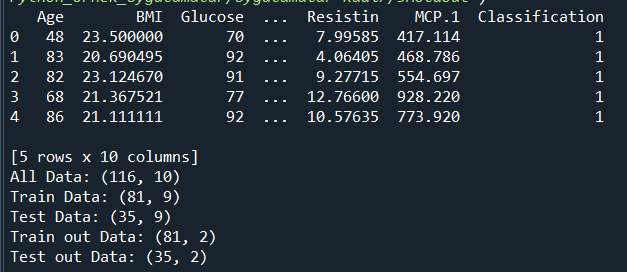 Age BMI Glucose ... Resistin MCP.1 Classification
0 48 23.500000 70 ... 7.99585 417.114 1
1 83 20.690495 92 ... 4.06405 468.786 1
2 82 23.124670 91 ... 9.27715 554.697 1
3 68 21.367521 77 ... 12.76600 928.220 1
4 86 21.111111 92 ... 10.57635 773.920 1
[5 rows x 10 columns]
All Data: (116, 10)
Train Data: (81, 9)
Test Data: (35, 9)
Train out Data: (81, 2)
Test out Data: (35, 2)